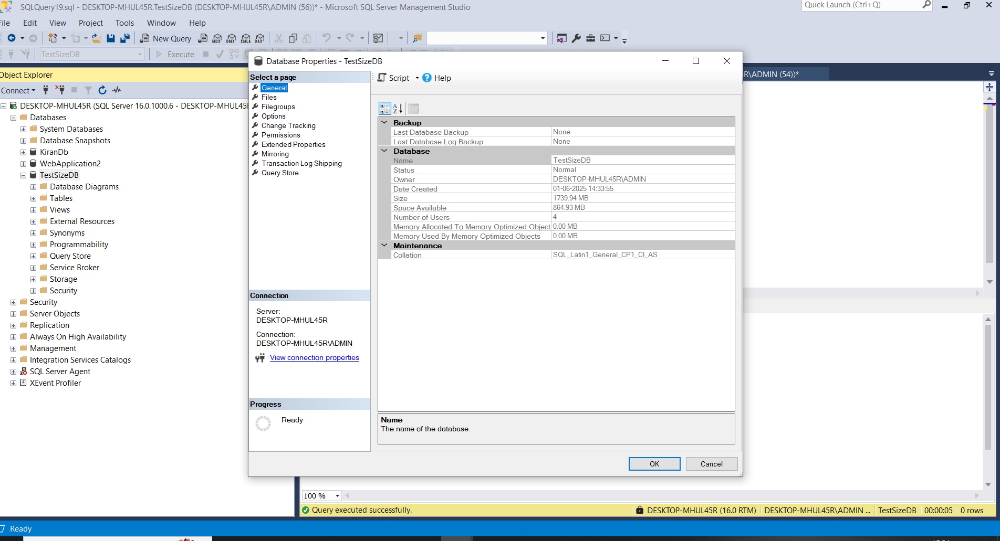 SQLQuery19.sql - DESKTOP-MHUL45R.TestSizeDB (DESKTOP-MHUL45R\ADMIN (56))* - Microsoft SQL Server Management Studio
Quick Launch (Ctrl+Q)
ile Edit View Project Tools Window Help
New Query MDX DMX XMLA DAX
TestSizeDB Execute
Object Explorer
Connect
DESKTOP-MHUL45R (SQL Server 16.0.1000.6 - DESKTOP-MHUL45
Databases
System Databases
Database Snapshots
KiranDb
WebApplication2
TestSizeDB
Database Diagrams
Tables
Views
External Resources
Synonyms
Programmability
Query Store
Service Broker
Storage
Security
Security
Server Objects
Replication
Always On High Availability
Management
Integration Services Catalogs
SQL Server Agent
XEvent Profiler
Database Properties - TestSizeDB
Select a page
General
Files
Filegroups
Options
Change Tracking
Permissions
Extended Properties
Mirroring
Transaction Log Shipping
Query Store
Connection
Server:
DESKTOP-MHUL45R
Connection:
DESKTOP-MHUL45R\ADMIN
View connection properties
Progress
Ready
Script Help
Backup
Last Database Backup None
Last Database Log Backup None
Database
Name TestSizeDB
Status Normal
Owner DESKTOP-MHUL45R\ADMIN
Date Created 01-06-2025 14:33:55
Size 1739.94 MB
Space Available 864.93 MB
Number of Users 4
Memory Allocated To Memory Optimized Object 0.00 MB
Memory Used By Memory Optimized Objects 0.00 MB
Maintenance
Collation SQL_Latin1_General_CP1_CI_AS
Name
The name of the database.
OK Cancel
R\ADMIN (54))*
100 %
Query executed successfully. DESKTOP-MHUL45R (16.0 RTM) DESKTOP-MHUL45R\ADMIN ... TestSizeDB 00:00:05 0 rows
Ready